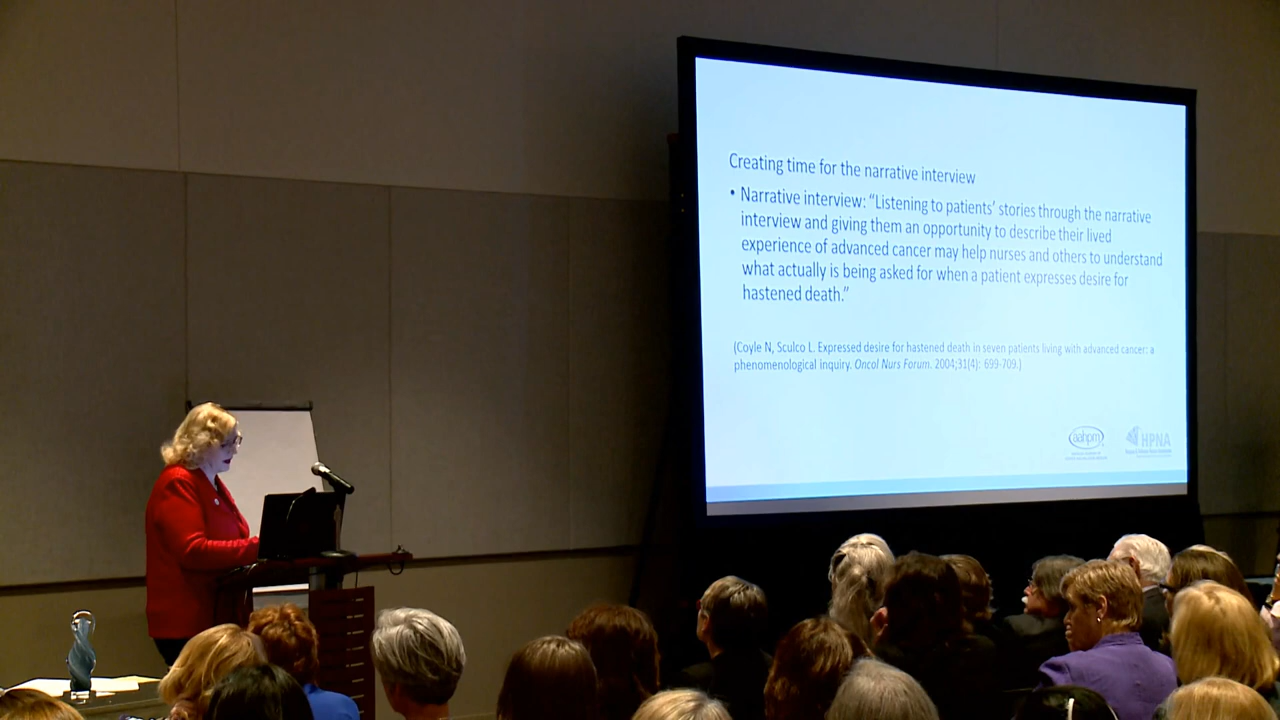 Creating time for the narrative interview
• Narrative interview: “Listening to patients’ stories through the narrative
interview and giving them an opportunity to describe their lived
experience of advanced cancer may help nurses and others to understand
what actually is being asked for when a patient expresses desire for
hastened death.”
(Coyle N, Sculco L. Expressed desire for hastened death in seven patients living with advanced cancer: a
phenomenological inquiry. Oncol Nurs Forum. 2004;31(4): 699-709.)
aahpm
HPNA